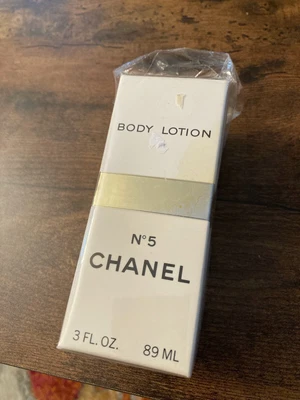 BODY LOTION
N°5
CHANEL
3 FL. OZ. 89 ML